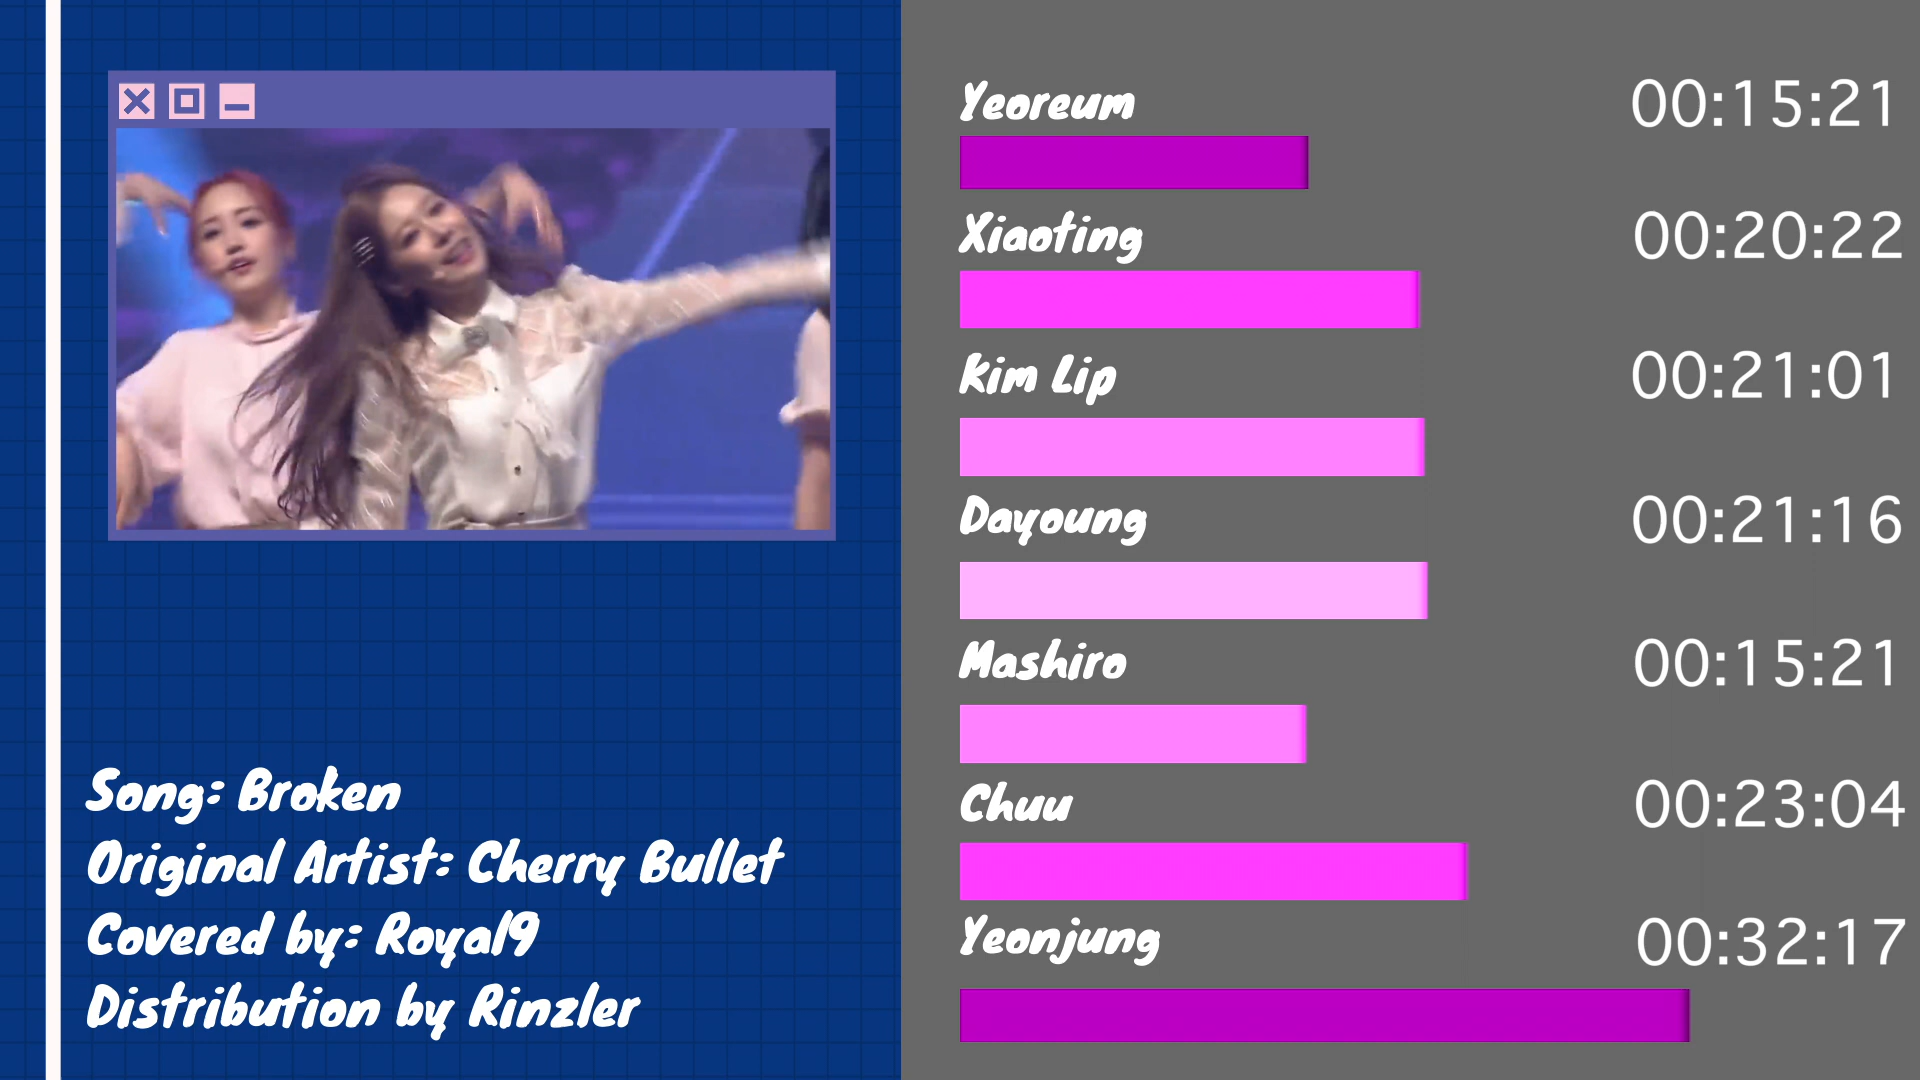 Yeoreum 00:15:21
Xiaoting 00:20:22
Kim Lip 00:21:01
Dayoung 00:21:16
Mashiro 00:15:21
Chuu 00:23:04
Yeonjung 00:32:17
Song: Broken
Original Artist: Cherry Bullet
Covered by: Royal9
Distribution by Rinzler